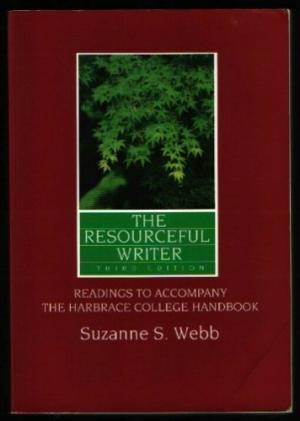 THE
RESOURCEFUL
WRITER
THIRD EDITION
READINGS TO ACCOMPANY
THE HARBRACE COLLEGE HANDBOOK
Suzanne S. Webb